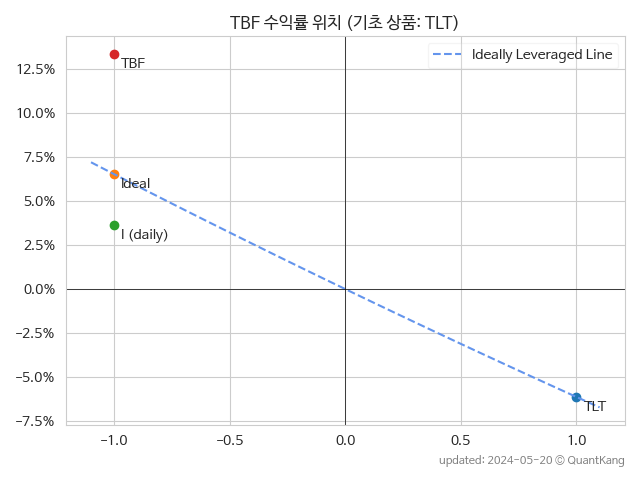 TBF 수익률 위치 (기초 상품: TLT)
Ideally Leveraged Line
12.5%
10.0%
7.5%
5.0%
2.5%
0.0%
−2.5%
−5.0%
−7.5%
TBF
Ideal
I (daily)
TLT
−1.0 −0.5 0.0 0.5 1.0
updated: 2024-05-20 © QuantKang